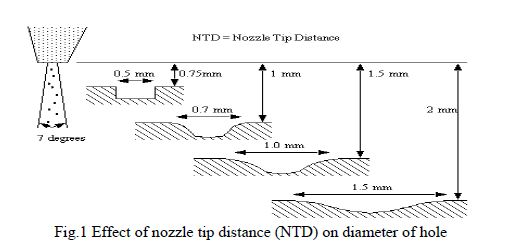 NTD = Nozzle Tip Distance
0.5 mm
0.75mm
1 mm
1.5 mm
0.7 mm
2 mm
7 degrees
1.0 mm
1.5 mm
Fig.1 Effect of nozzle tip distance (NTD) on diameter of hole